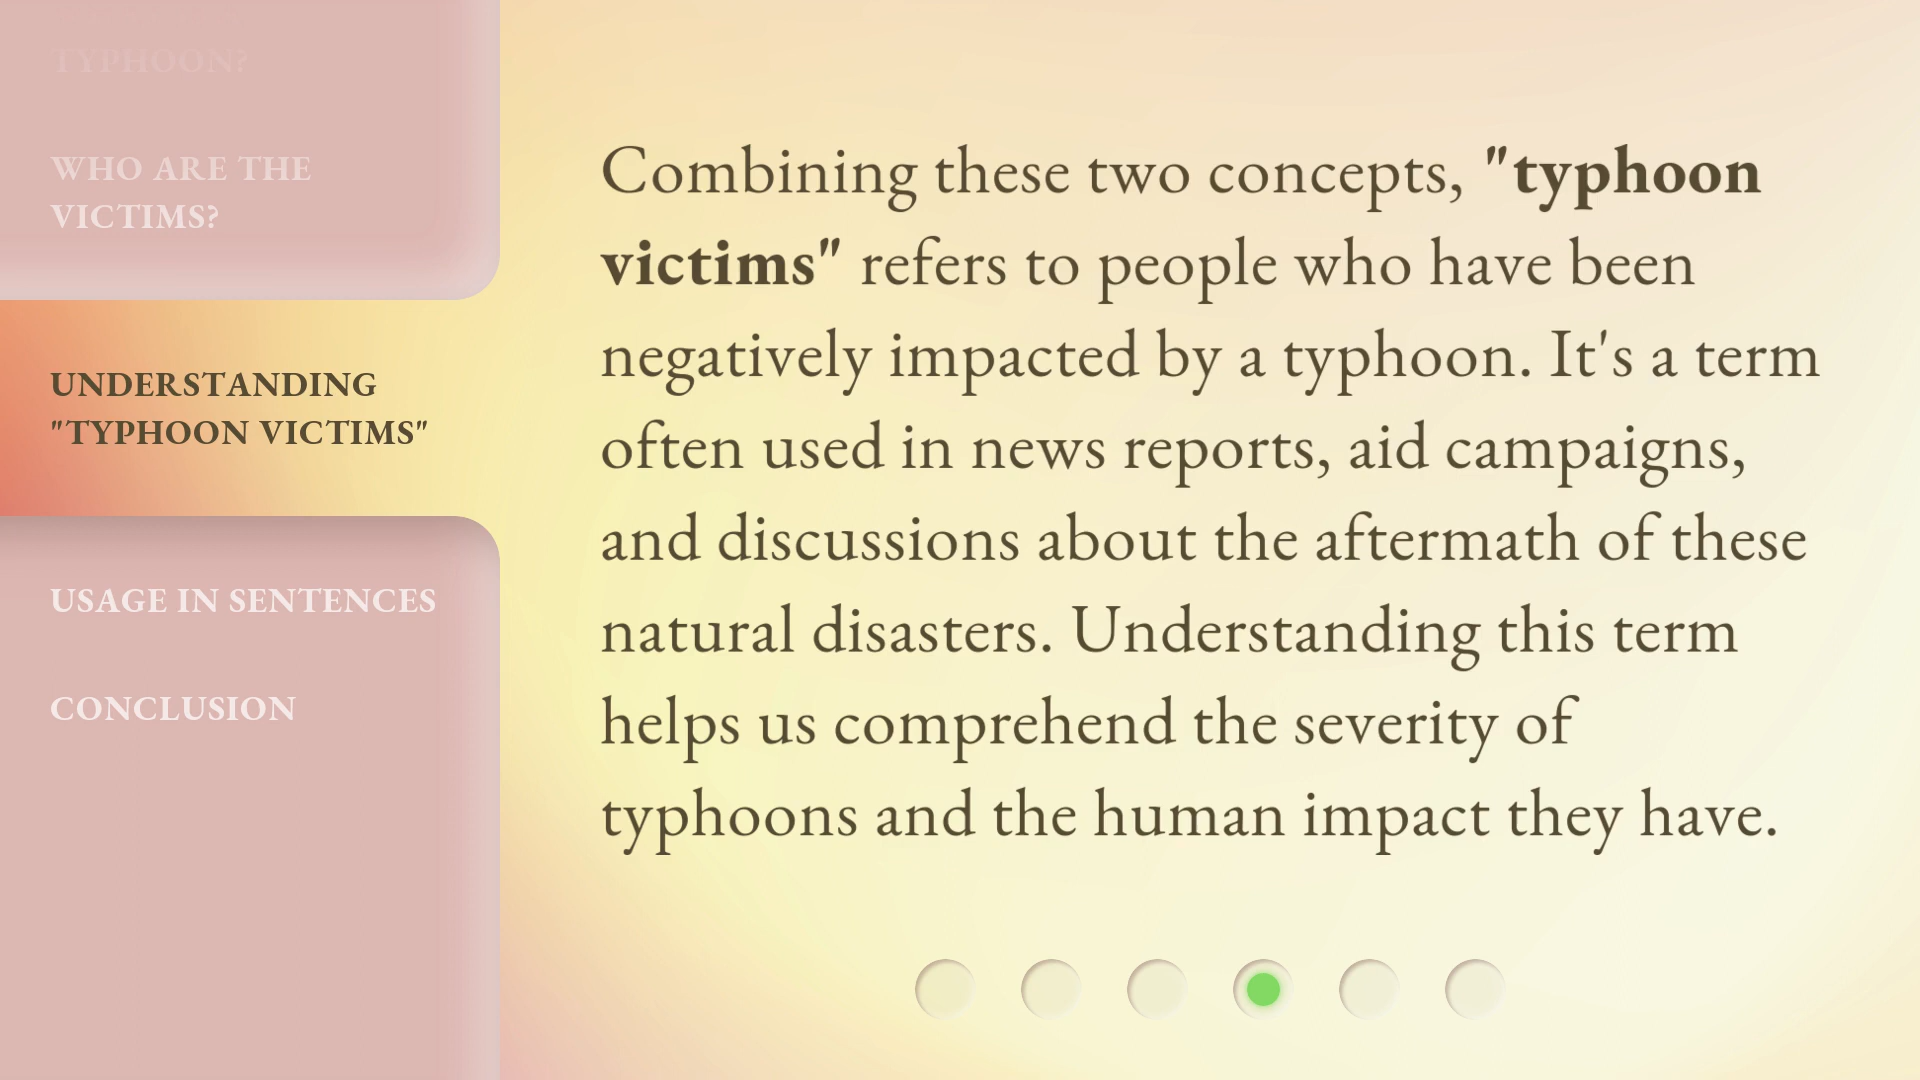 TYPHOON?
WHO ARE THE
VICTIMS?
UNDERSTANDING
"TYPHOON VICTIMS"
USAGE IN SENTENCES
CONCLUSION
Combining these two concepts, "typhoon
victims" refers to people who have been
negatively impacted by a typhoon. It's a term
often used in news reports, aid campaigns,
and discussions about the aftermath of these
natural disasters. Understanding this term
helps us comprehend the severity of
typhoons and the human impact they have.